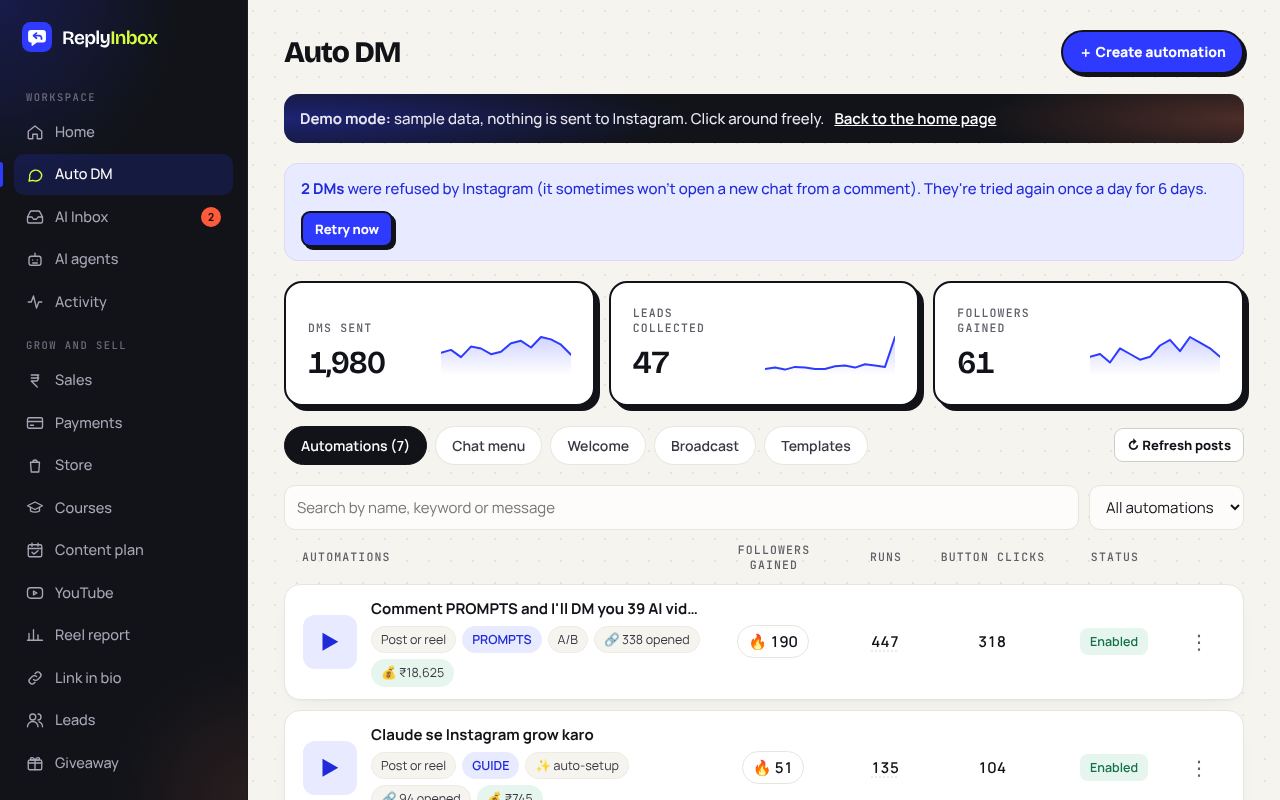 ReplyInbox
WORKSPACE
Home
Auto DM
AI Inbox 2
AI agents
Activity
GROW AND SELL
Sales
Payments
Store
Courses
Content plan
YouTube
Reel report
Link in bio
Leads
Giveaway
Auto DM
+ Create automation
Demo mode: sample data, nothing is sent to Instagram. Click around freely. Back to the home page
2 DMs were refused by Instagram (it sometimes won't open a new chat from a comment). They're tried again once a day for 6 days.
Retry now
DMS SENT
1,980
LEADS
COLLECTED
47
FOLLOWERS
GAINED
61
Automations (7) Chat menu Welcome Broadcast Templates ↻ Refresh posts
Search by name, keyword or message All automations
AUTOMATIONS FOLLOWERS GAINED RUNS BUTTON CLICKS STATUS
Comment PROMPTS and I'll DM you 39 AI vid…
Post or reel PROMPTS A/B 🔗 338 opened
💰 ₹18,625
🔥 190 447 318 Enabled ⋮
Claude se Instagram grow karo
Post or reel GUIDE ✨ auto-setup
🔗 94 opened 💰 ₹745
🔥 51 135 104 Enabled ⋮